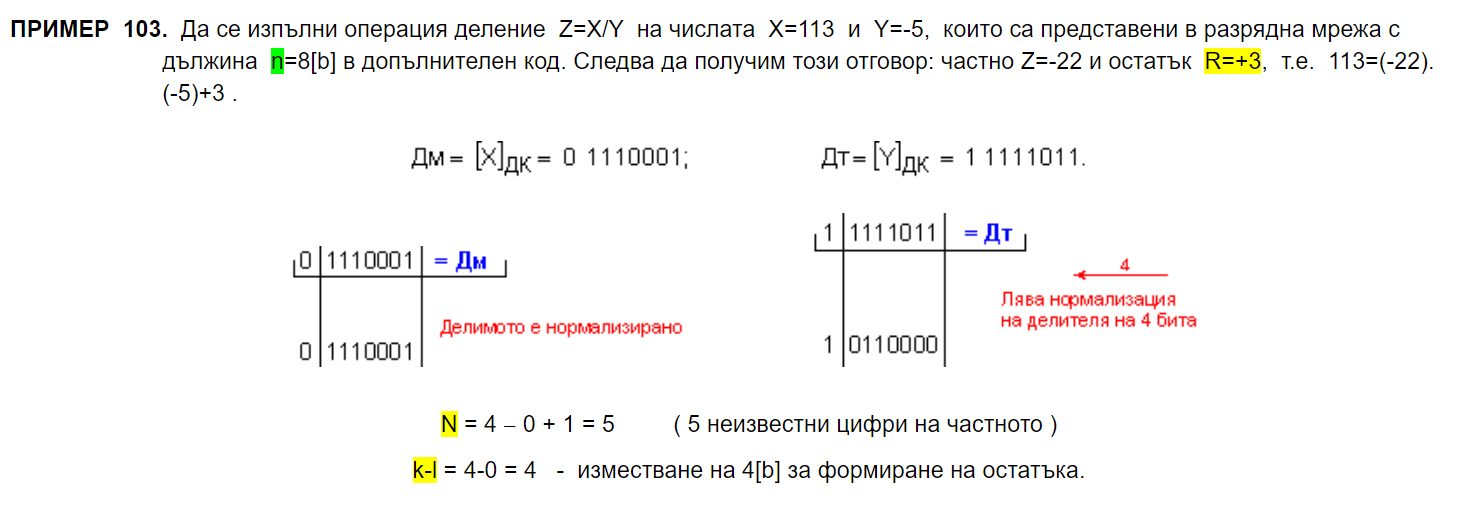 ПРИМЕР 103. Да се изпълни операция деление Z=X/Y на числата X=113 и Y=-5, които са представени в разрядна мрежа с
дължина n=8[b] в допълнителен код. Следва да получим този отговор: частно Z=-22 и остатък R=+3, т.е. 113=(-22).
(-5)+3 .
Дм = [X]ДК = 0 1110001; Дт = [Y]ДК = 1 1111011.
0 1110001 = Дм
Делимото е нормализирано
0 1110001
1 1111011 = Дт
4
Лява нормализация
на делителя на 4 бита
1 0110000
N = 4 – 0 + 1 = 5 ( 5 неизвестни цифри на частното )
k-l = 4-0 = 4 - изместване на 4[b] за формиране на остатъка.